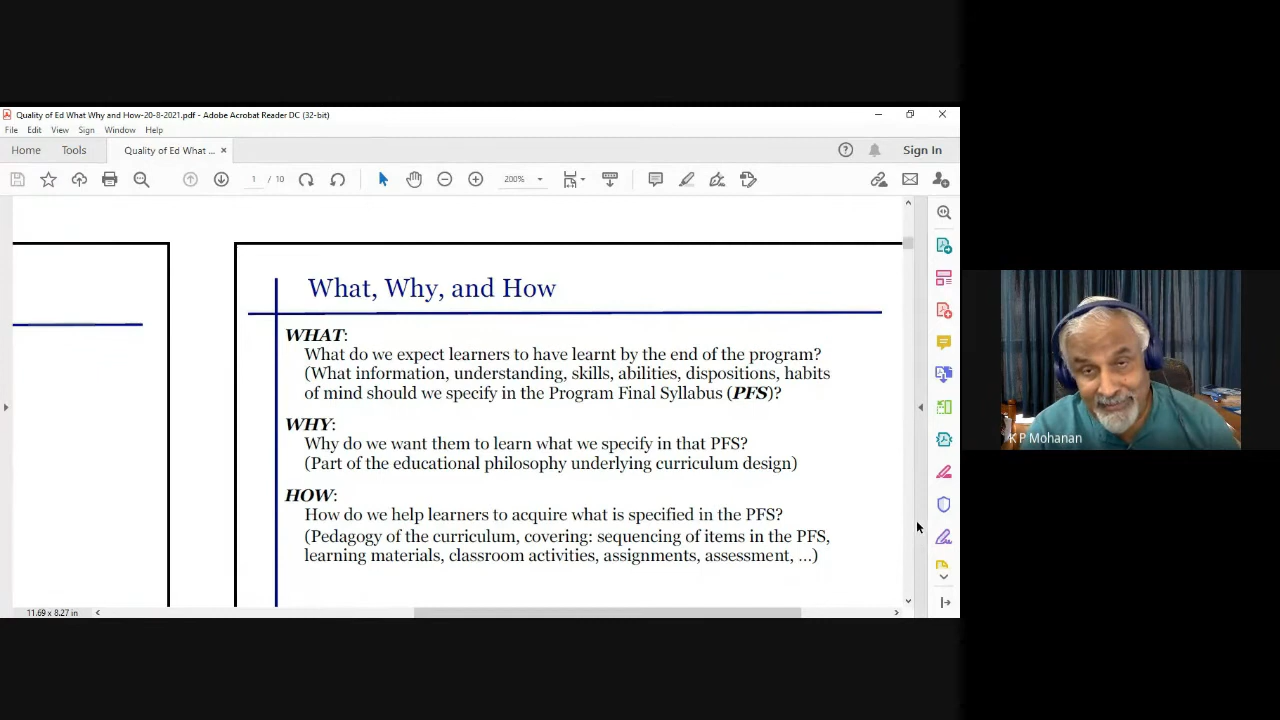 Quality of Ed What Why and How-20-8-2021.pdf - Adobe Acrobat Reader DC (32-bit)
File Edit View Sign Window Help
Home Tools Quality of Ed What ... × Sign In
1 / 10 200%
What, Why, and How
WHAT:
What do we expect learners to have learnt by the end of the program?
(What information, understanding, skills, abilities, dispositions, habits
of mind should we specify in the Program Final Syllabus (PFS)?
WHY:
Why do we want them to learn what we specify in that PFS?
(Part of the educational philosophy underlying curriculum design)
HOW:
How do we help learners to acquire what is specified in the PFS?
(Pedagogy of the curriculum, covering: sequencing of items in the PFS,
learning materials, classroom activities, assignments, assessment, ...)
11.69 x 8.27 in
K P Mohanan